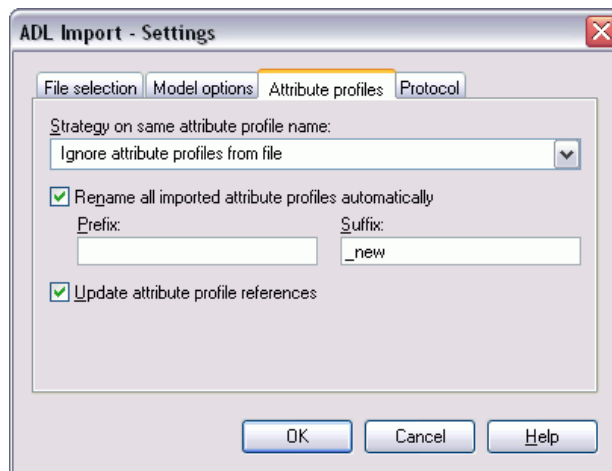 ADL Import - Settings
File selection Model options Attribute profiles Protocol
Strategy on same attribute profile name:
Ignore attribute profiles from file
Rename all imported attribute profiles automatically
Prefix: Suffix:
_new
Update attribute profile references
OK Cancel Help